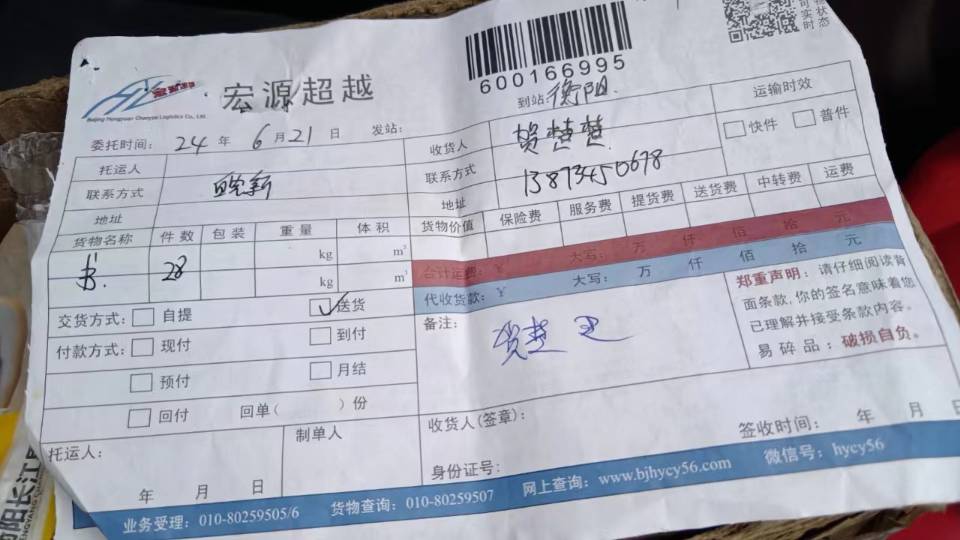 600166995
宏源超越
Beijing Hongyuan Chaoyue Logistics Co., Ltd.
到站: 衡阳
委托时间: 24 年 6 月 21 日 发站:
收货人 贺楚楚
运输时效
快件 普件
托运人
联系方式
地址
联系方式 13873450678
地址
货物名称 件数 包装 重量 体积 货物价值 保险费 服务费 提货费 送货费 中转费 运费
书 28 kg m³
kg m³
合计运费: ¥ 大写: 万 仟 佰 拾 元
代收货款: ¥ 大写: 万 仟 佰 拾 元
交货方式: 自提 ✓ 送货
付款方式: 现付 到付
预付 月结
回付 回单( )份
备注:
郑重声明: 请仔细阅读背
面条款,你的签名意味着您
已理解并接受条款内容。
易碎品: 破损自负。
托运人:
年 月 日
制单人
收货人(签章):
身份证号:
签收时间: 年 月 日
业务受理: 010-80259505/6 货物查询: 010-80259507 网上查询: www.bjhycy56.com 微信号: hycy56